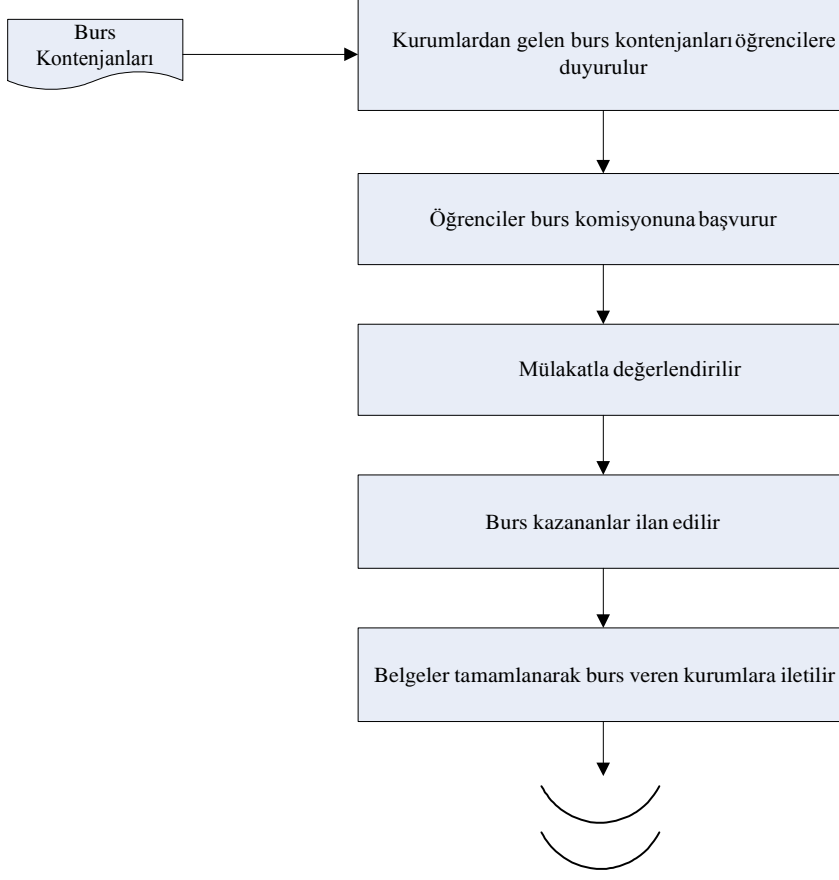 Burs
Kontenjanları
Kurumlardan gelen burs kontenjanları öğrencilere
duyurulur
Öğrenciler burs komisyonuna başvurur
Mülakatla değerlendirilir
Burs kazananlar ilan edilir
Belgeler tamamlanarak burs veren kurumlara iletilir